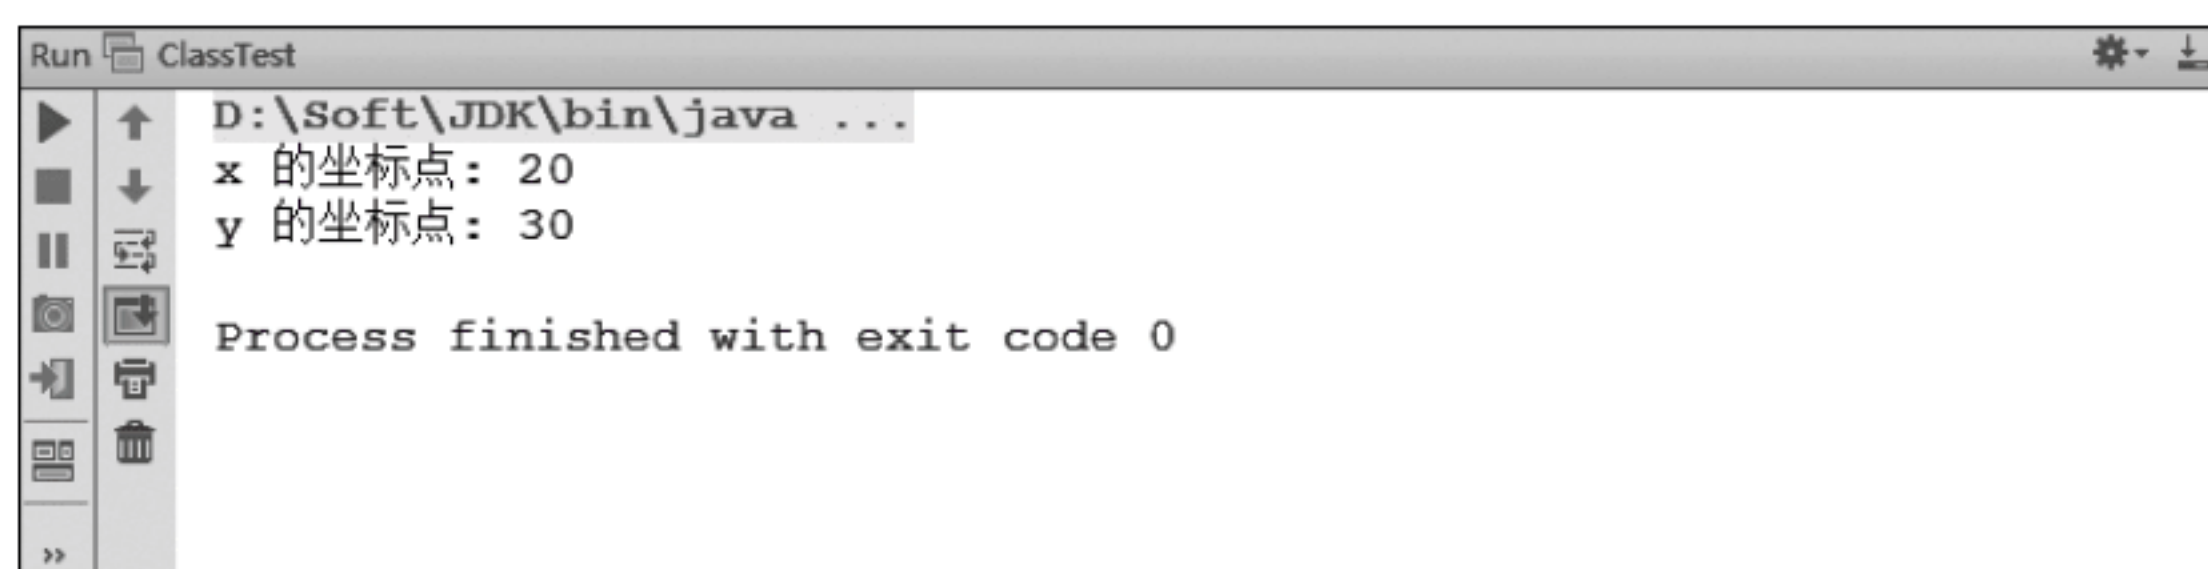 Run ClassTest
D:\Soft\JDK\bin\java ...
x 的坐标点: 20
y 的坐标点: 30
Process finished with exit code 0